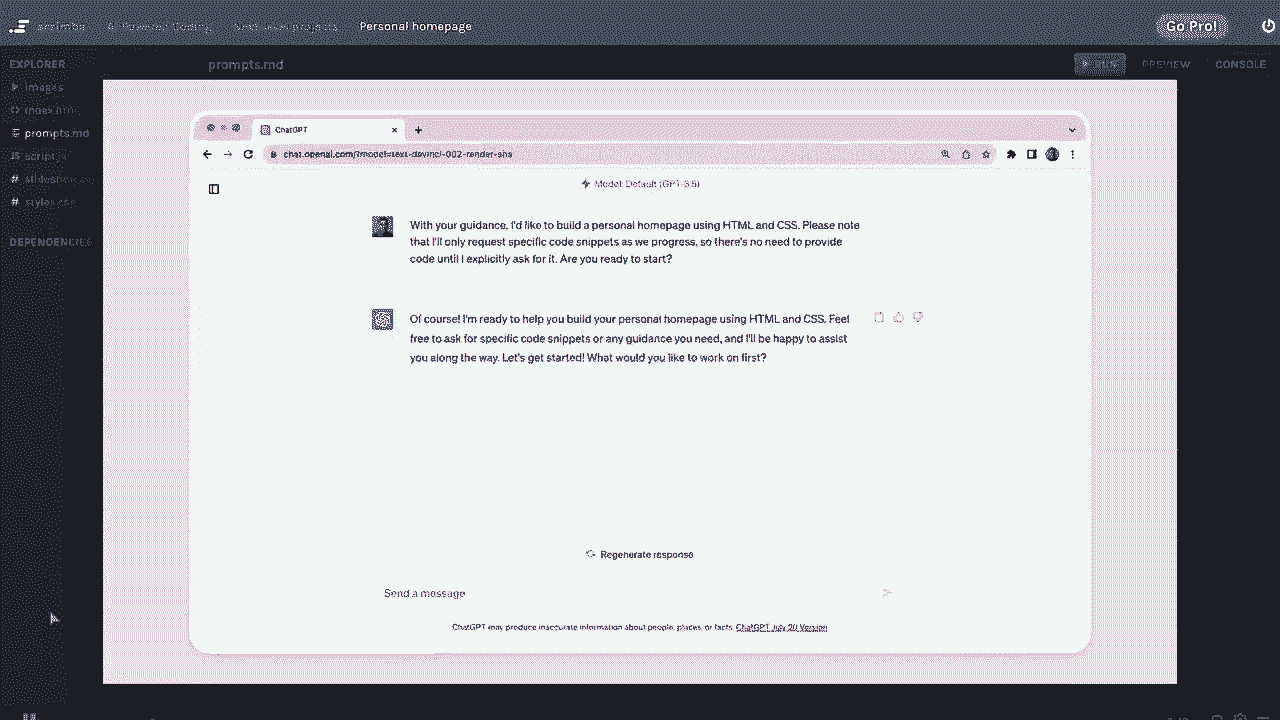 scrimba AI-Powered Coding Next-level projects Personal homepage Go Pro!
EXPLORER prompts.md RUN PREVIEW CONSOLE
images
index.html
prompts.md
script.js
slideshow.css
styles.css
DEPENDENCIES
ChatGPT
chat.openai.com/?model=text-davinci-002-render-sha
Model: Default (GPT-3.5)
With your guidance, I'd like to build a personal homepage using HTML and CSS. Please note
that I'll only request specific code snippets as we progress, so there's no need to provide
code until I explicitly ask for it. Are you ready to start?
Of course! I'm ready to help you build your personal homepage using HTML and CSS. Feel
free to ask for specific code snippets or any guidance you need, and I'll be happy to assist
you along the way. Let's get started! What would you like to work on first?
Regenerate response
Send a message
ChatGPT may produce inaccurate information about people, places, or facts. ChatGPT July 20 Version